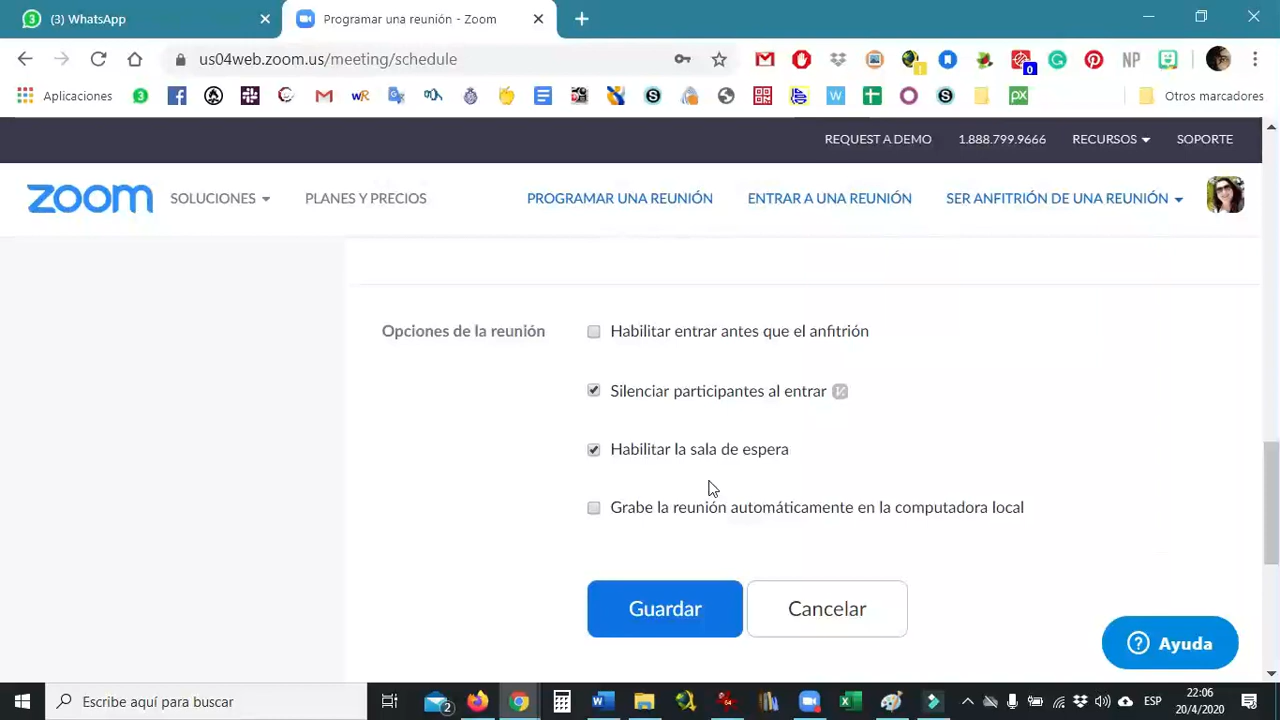 (3) WhatsApp
Programar una reunión - Zoom
us04web.zoom.us/meeting/schedule
Aplicaciones
Otros marcadores
REQUEST A DEMO 1.888.799.9666 RECURSOS SOPORTE
zoom SOLUCIONES PLANES Y PRECIOS PROGRAMAR UNA REUNIÓN ENTRAR A UNA REUNIÓN SER ANFITRIÓN DE UNA REUNIÓN
Opciones de la reunión
Habilitar entrar antes que el anfitrión
Silenciar participantes al entrar
Habilitar la sala de espera
Grabe la reunión automáticamente en la computadora local
Guardar Cancelar
Ayuda
Escribe aquí para buscar
ESP
22:06
20/4/2020